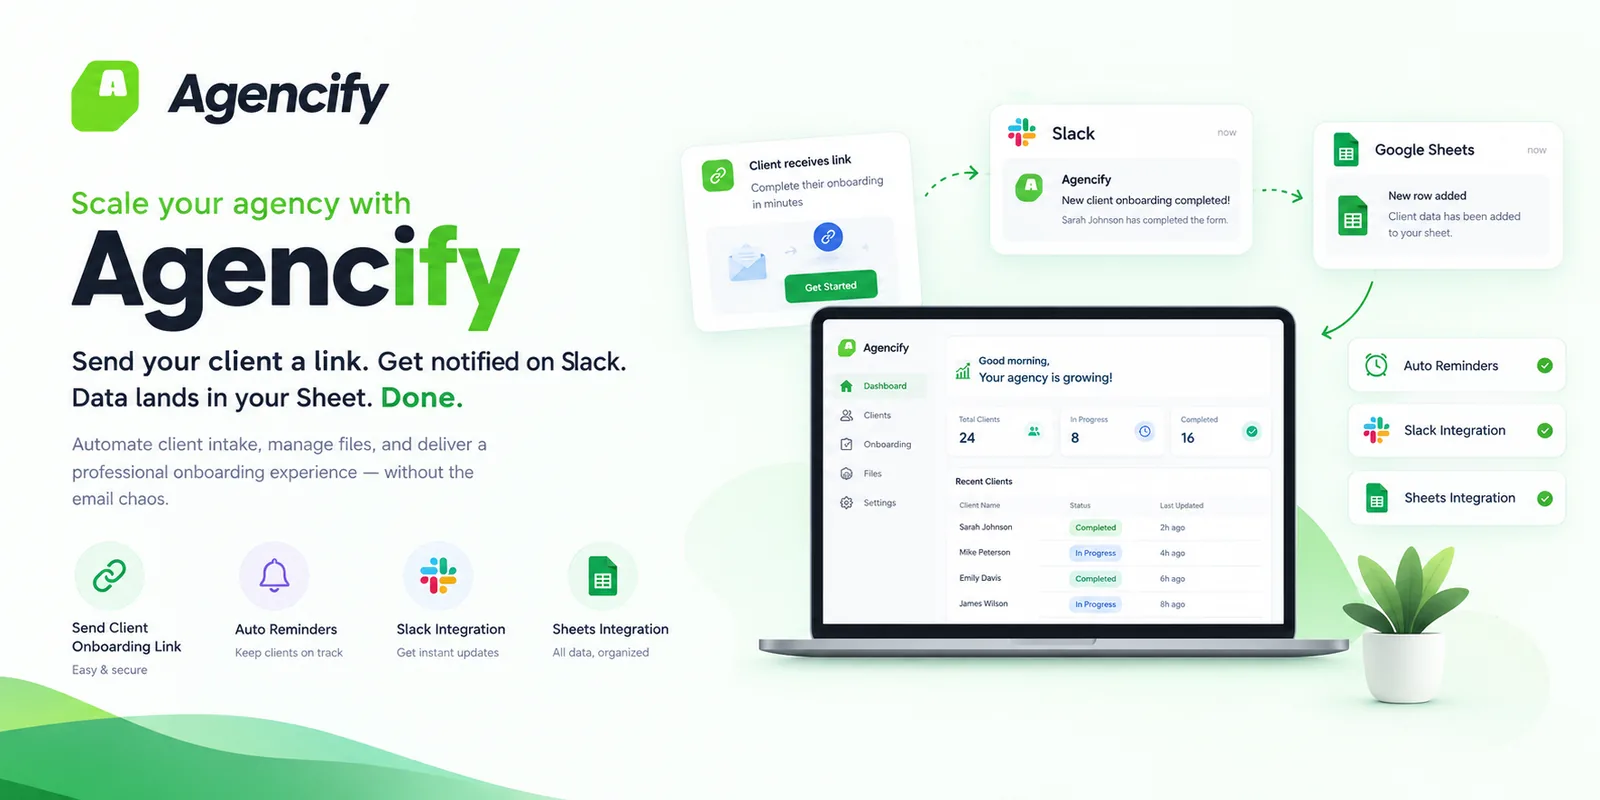 Agencify
Scale your agency with
Agencify
Send your client a link. Get notified on Slack.
Data lands in your Sheet. Done.
Automate client intake, manage files, and deliver a
professional onboarding experience — without the
email chaos.
Send Client
Onboarding Link
Easy & secure
Auto Reminders
Keep clients on track
Slack Integration
Get instant updates
Sheets Integration
All data, organized
Client receives link
Complete their onboarding
in minutes
Get Started
Slack
now
Agencify
New client onboarding completed!
Sarah Johnson has completed the form.
Google Sheets
now
New row added
Client data has been added
to your sheet.
Agencify
Dashboard
Clients
Onboarding
Files
Settings
Good morning,
Your agency is growing!
Total Clients
24
In Progress
8
Completed
16
Recent Clients
Client Name Status Last Updated
Sarah Johnson Completed 2h ago
Mike Peterson In Progress 4h ago
Emily Davis Completed 6h ago
James Wilson In Progress 8h ago
Auto Reminders
Slack Integration
Sheets Integration